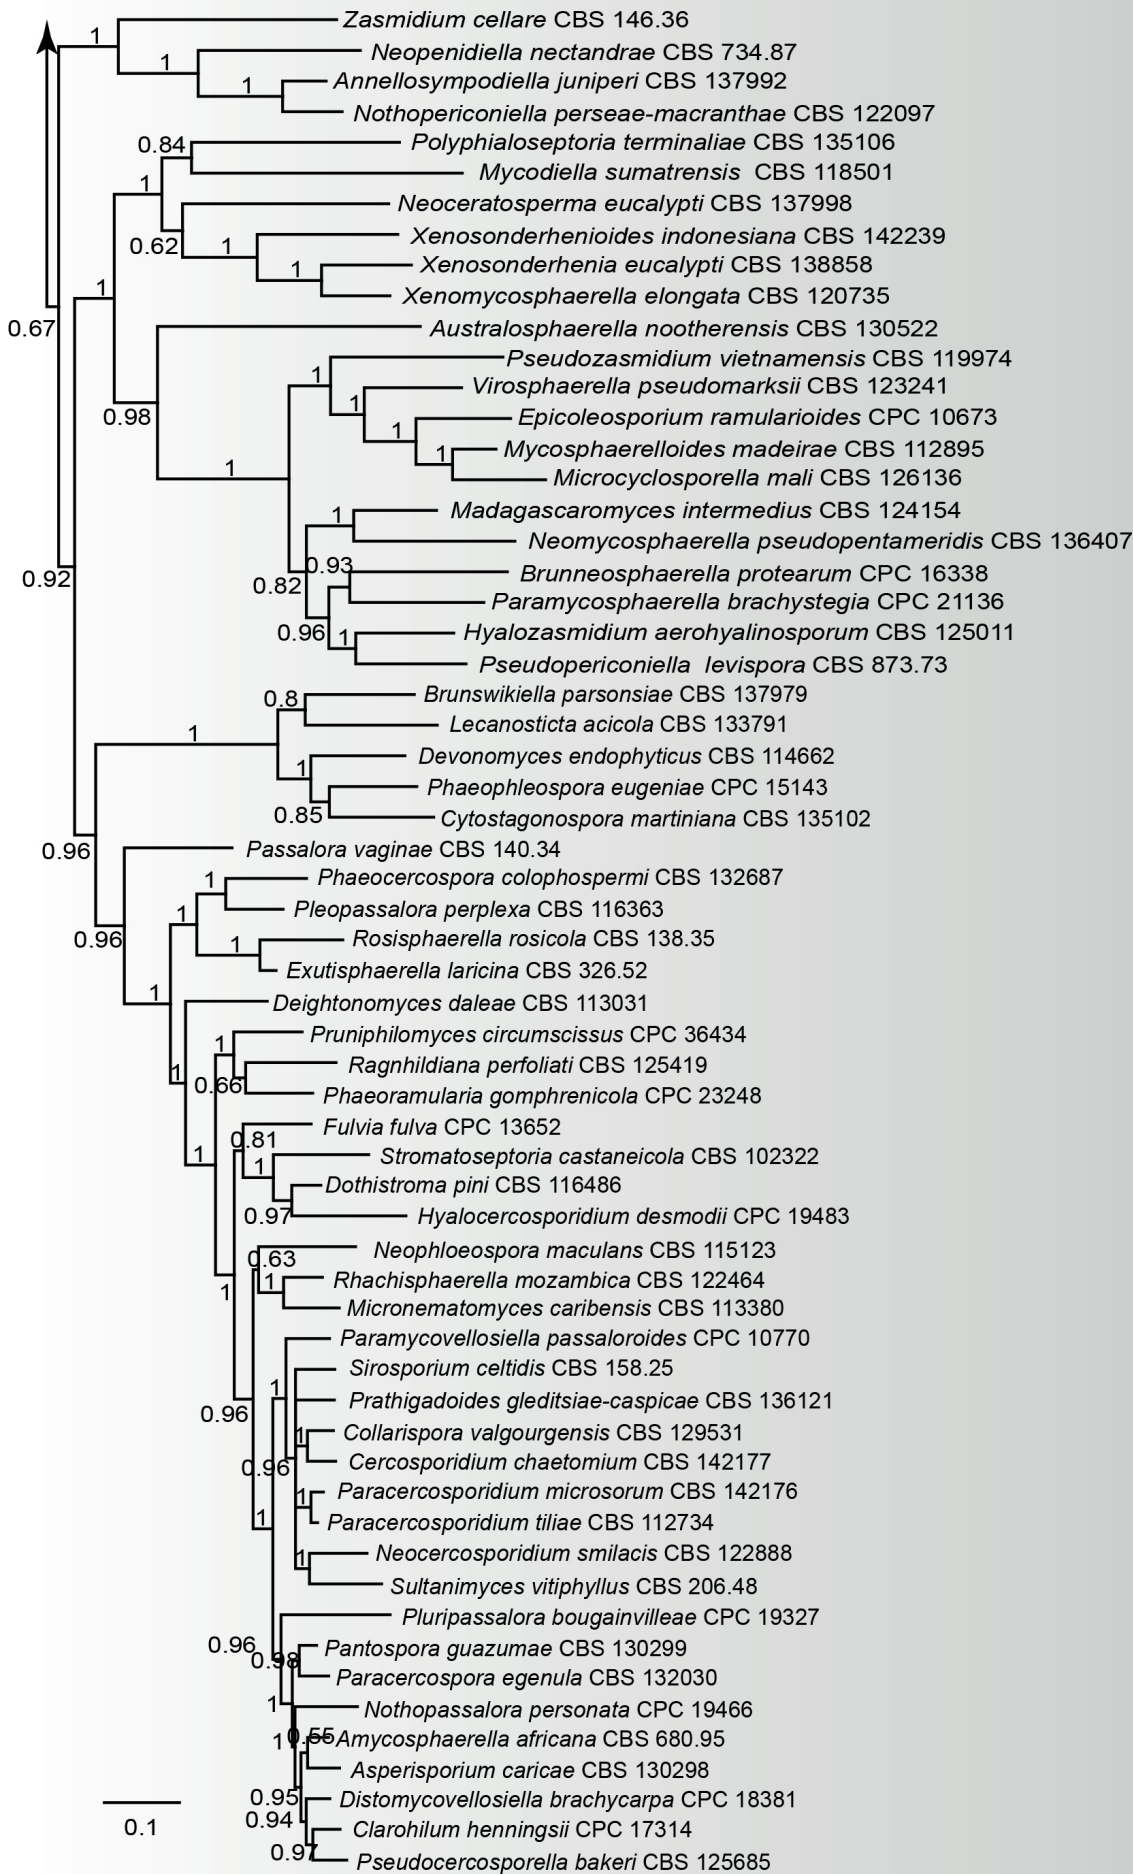 Zasmidium cellare CBS 146.36
1
Neopenidiella nectandrae CBS 734.87
1
Annellosympodiella juniperi CBS 137992
1
Nothopericoniella perseae-macranthae CBS 122097
Polyphialoseptoria terminaliae CBS 135106
0.84
Mycodiella sumatrensis CBS 118501
1
Neoceratosperma eucalypti CBS 137998
Xenosonderhenioides indonesiana CBS 142239
0.62
1
Xenosonderhenia eucalypti CBS 138858
1
Xenomycosphaerella elongata CBS 120735
1
Australosphaerella nootherensis CBS 130522
0.67
Pseudozasmidium vietnamensis CBS 119974
1
Virosphaerella pseudomarksii CBS 123241
1
Epicoleosporium ramularioides CPC 10673
0.98
1
Mycosphaerelloides madeirae CBS 112895
1
Microcyclosporella mali CBS 126136
1
Madagascaromyces intermedius CBS 124154
1
Neomycosphaerella pseudopentameridis CBS 136407
0.93
Brunneosphaerella protearum CPC 16338
0.92
0.82
Paramycosphaerella brachystegia CPC 21136
Hyalozasmidium aerohyalinosporum CBS 125011
0.96
1
Pseudopericoniella levispora CBS 873.73
Brunswikiella parsonsiae CBS 137979
0.8
Lecanosticta acicola CBS 133791
1
Devonomyces endophyticus CBS 114662
1
Phaeophleospora eugeniae CPC 15143
0.85
Cytostagonospora martiniana CBS 135102
Passalora vaginae CBS 140.34
0.96
Phaeocercospora colophospermi CBS 132687
1
Pleopassalora perplexa CBS 116363
1
Rosisphaerella rosicola CBS 138.35
0.96
1
Exutisphaerella laricina CBS 326.52
1
Deightonomyces daleae CBS 113031
Pruniphilomyces circumscissus CPC 36434
1
Ragnhildiana perfoliati CBS 125419
1
0.66
Phaeoramularia gomphrenicola CPC 23248
Fulvia fulva CPC 13652
0.81
1
Stromatoseptoria castaneicola CBS 102322
1
Dothistroma pini CBS 116486
0.97
Hyalocercosporidium desmodii CPC 19483
Neophloeospora maculans CBS 115123
0.63
Rhachisphaerella mozambica CBS 122464
1
1
Micronematomyces caribensis CBS 113380
Paramycovellosiella passaloroides CPC 10770
Sirosporium celtidis CBS 158.25
1
Prathigadoides gleditsiae-caspicae CBS 136121
0.96
Collarispora valgourgensis CBS 129531
1
Cercosporidium chaetomium CBS 142177
0.96
Paracercosporidium microsorum CBS 142176
1
Paracercosporidium tiliae CBS 112734
1
Neocercosporidium smilacis CBS 122888
1
Sultanimyces vitiphyllus CBS 206.48
Pluripassalora bougainvilleae CPC 19327
0.96
Pantospora guazumae CBS 130299
0.98
Paracercospora egenula CBS 132030
1
Nothopassalora personata CPC 19466
0.55
Amycosphaerella africana CBS 680.95
1
Asperisporium caricae CBS 130298
0.95
Distomycovellosiella brachycarpa CPC 18381
0.94
Clarohilum henningsii CPC 17314
0.1
0.97
Pseudocercosporella bakeri CBS 125685